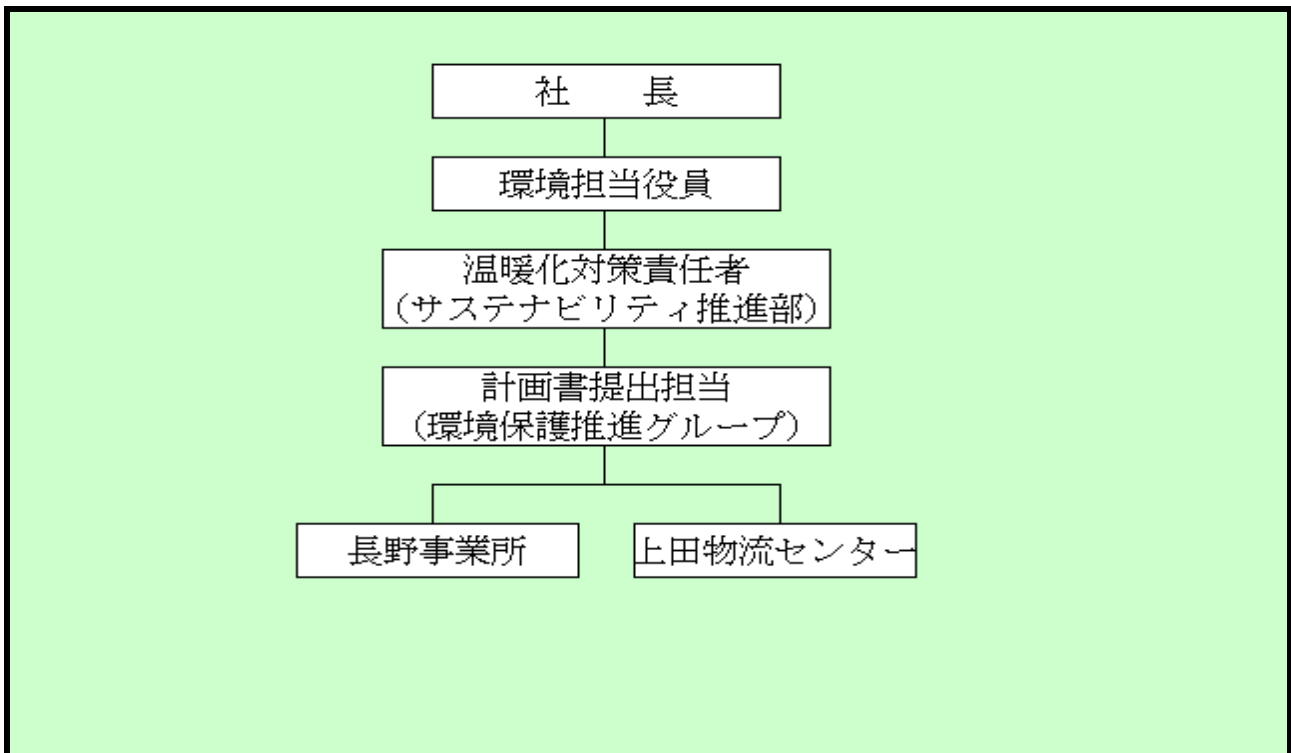 社　　長
環境担当役員
温暖化対策責任者
（サステナビリティ推進部）
計画書提出担当
（環境保護推進グループ）
長野事業所
上田物流センター